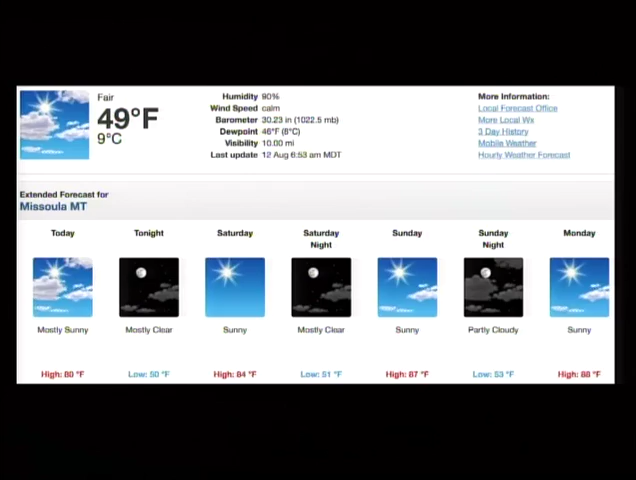 Fair
49°F
9°C
Humidity 90%
Wind Speed calm
Barometer 30.23 in (1022.5 mb)
Dewpoint 46°F (8°C)
Visibility 10.00 mi
Last update 12 Aug 6:53 am MDT
More Information:
Local Forecast Office
More Local Wx
3 Day History
Mobile Weather
Hourly Weather Forecast
Extended Forecast for
Missoula MT
Today Tonight Saturday Saturday Night Sunday Sunday Night Monday
Mostly Sunny Mostly Clear Sunny Mostly Clear Sunny Partly Cloudy Sunny
High: 80 °F Low: 50 °F High: 84 °F Low: 51 °F High: 87 °F Low: 53 °F High: 88 °F